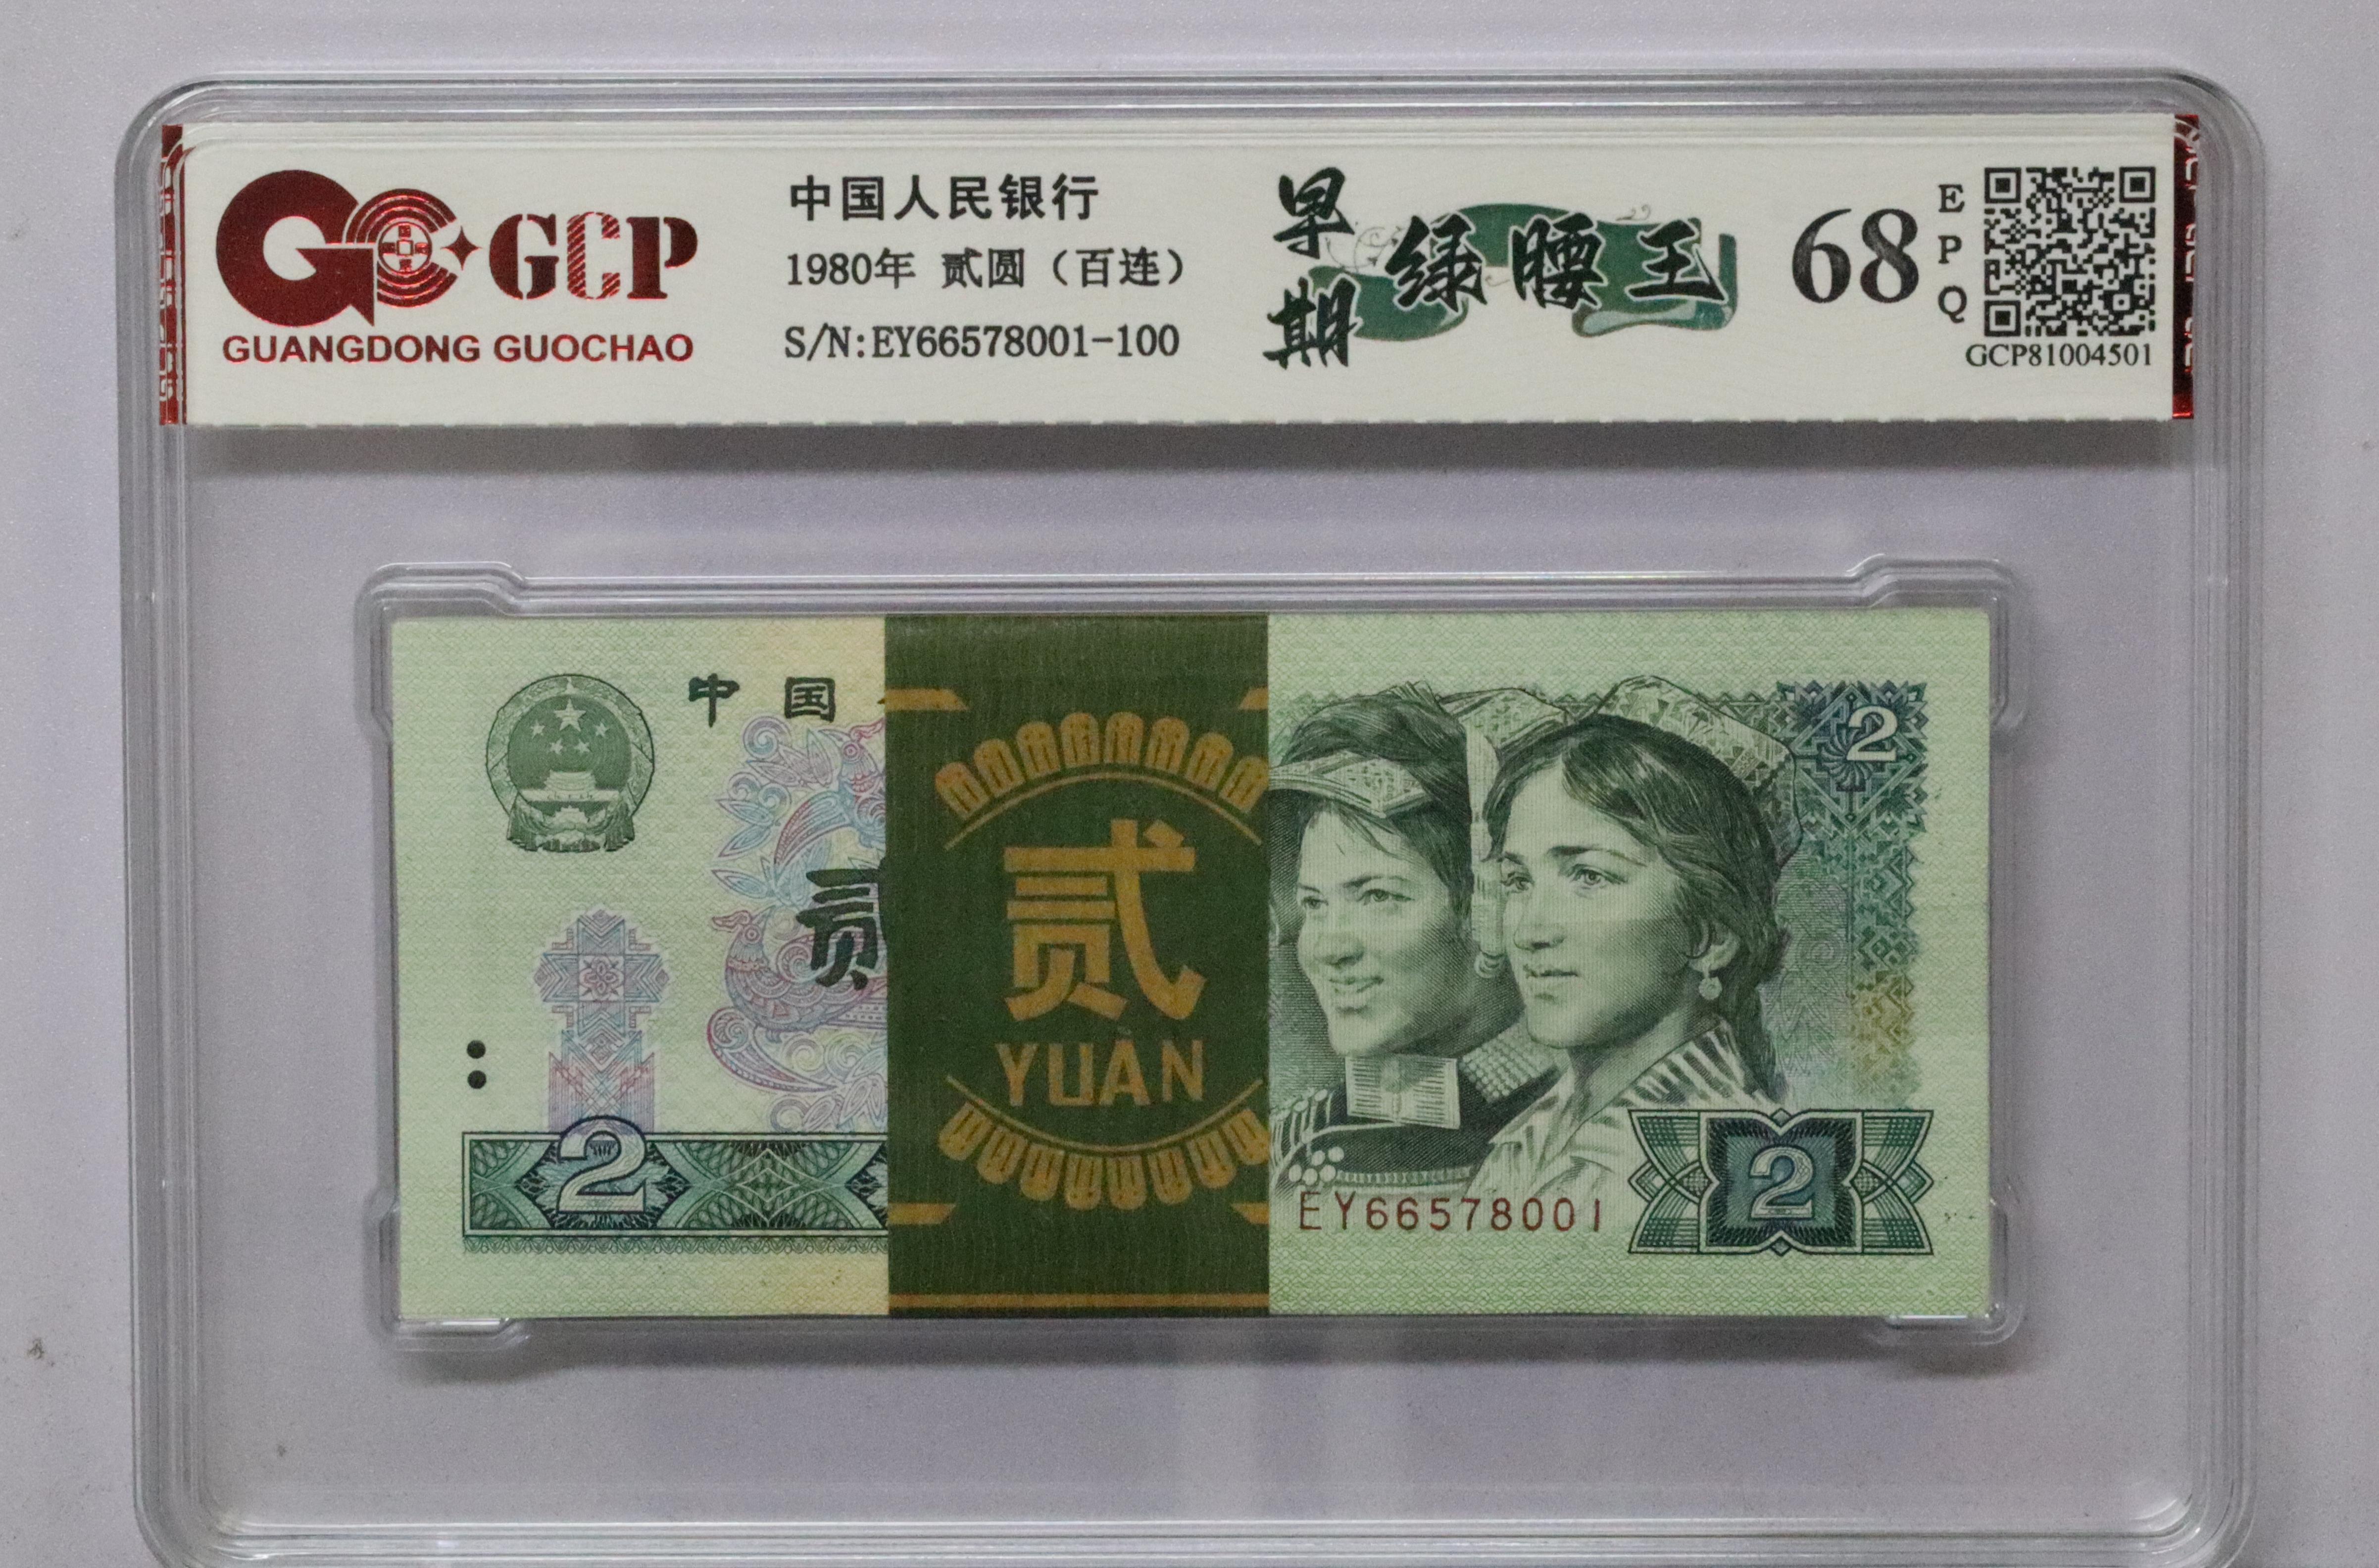 GCP
GUANGDONG GUOCHAO
中国人民银行
1980年 贰圆（百连）
S/N:EY66578001-100
早期
绿腰王
68
EPQ
GCP81004501
中国
贰
贰
YUAN
2
2
2
EY66578001